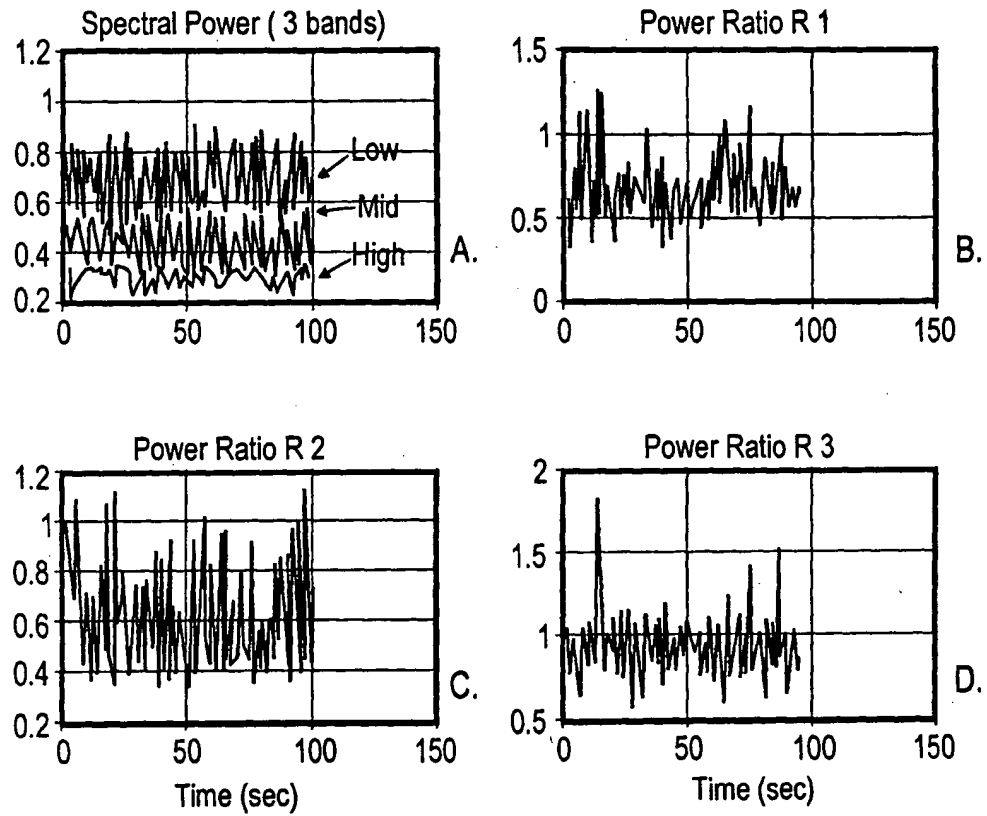 Spectral Power ( 3 bands)
1.2
1
0.8
0.6
0.4
0.2
0 50 100 150
Low
Mid
High
A.
Power Ratio R 1
1.5
1
0.5
0
0 50 100 150
B.
Power Ratio R 2
1.2
1
0.8
0.6
0.4
0.2
0 50 100 150
Time (sec)
C.
Power Ratio R 3
2
1.5
1
0.5
0 50 100 150
Time (sec)
D.